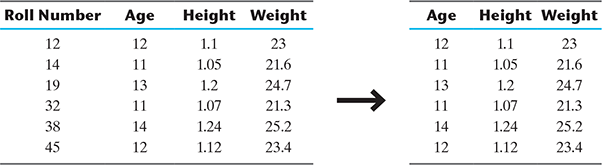 Roll Number Age Height Weight
12 12 1.1 23
14 11 1.05 21.6
19 13 1.2 24.7
32 11 1.07 21.3
38 14 1.24 25.2
45 12 1.12 23.4
Age Height Weight
12 1.1 23
11 1.05 21.6
13 1.2 24.7
11 1.07 21.3
14 1.24 25.2
12 1.12 23.4